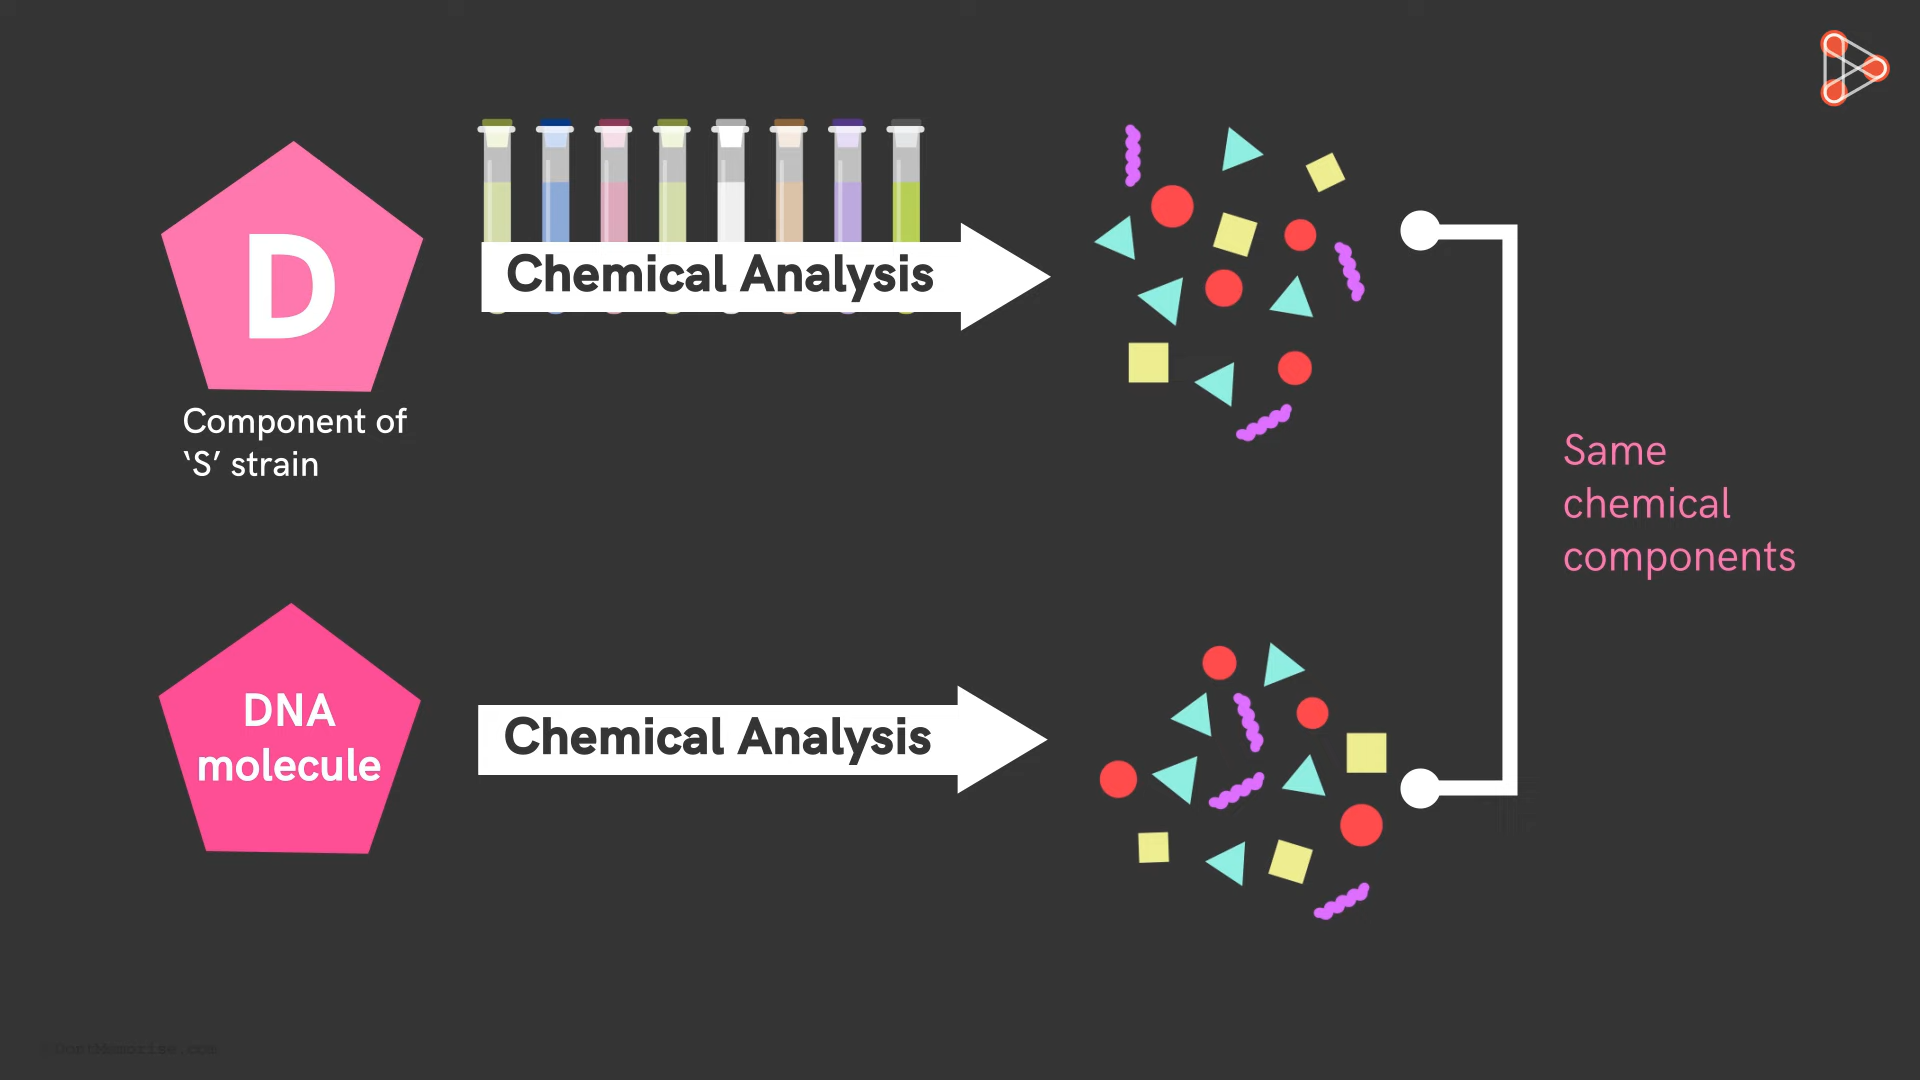 D
Component of
‘S’ strain
Chemical Analysis
Same
chemical
components
DNA
molecule
Chemical Analysis